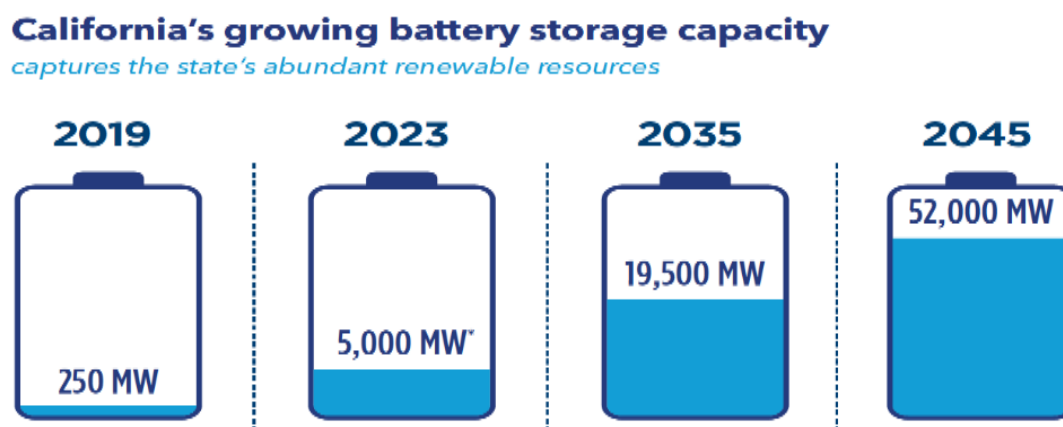 California's growing battery storage capacity
captures the state's abundant renewable resources
2019 2023 2035 2045
250 MW 5,000 MW* 19,500 MW 52,000 MW